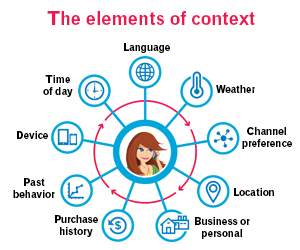 The elements of context
Language
Weather
Channel
preference
Location
Business or
personal
Purchase
history
Past
behavior
Device
Time
of day
$